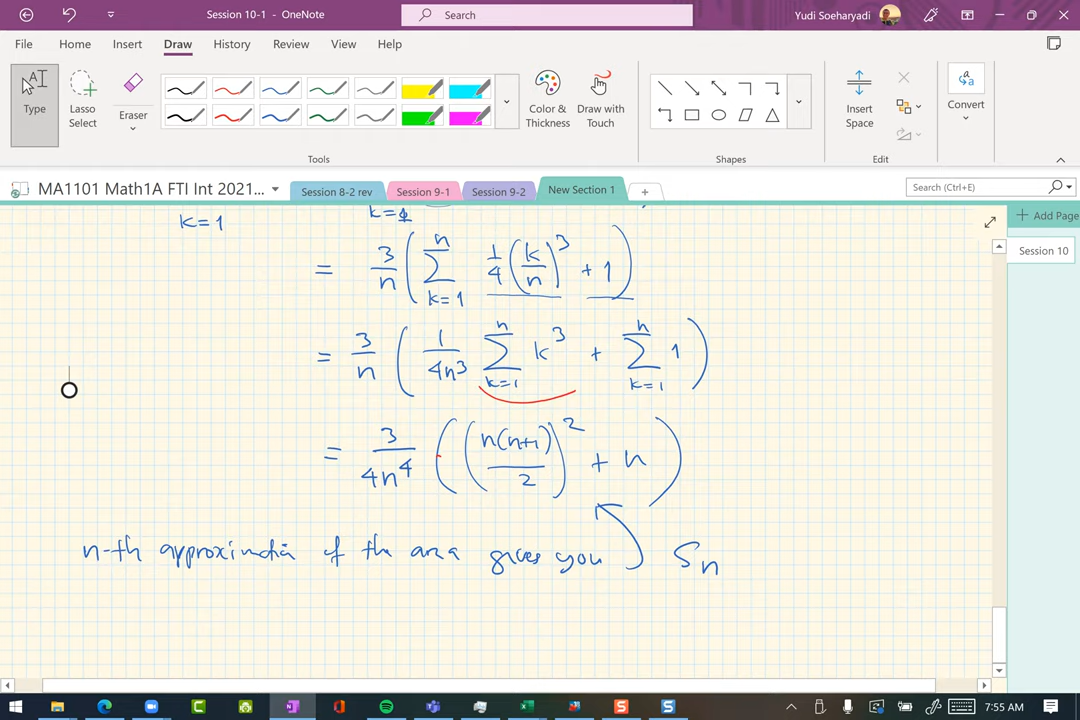 Session 10-1 - OneNote
Search
Yudi Soeharyadi
File Home Insert Draw History Review View Help
Type
Lasso Select
Eraser
Color & Thickness
Draw with Touch
Insert Space
Convert
Tools
Shapes
Edit
MA1101 Math1A FTI Int 2021...
Session 8-2 rev
Session 9-1
Session 9-2
New Section 1
+
Search (Ctrl+E)
+ Add Page
Session 10
k=1 k=1
= 3/n ( n∑k=1 1/4 (k/n)^3 + 1 )
= 3/n ( 1/4n^3 n∑k=1 k^3 + n∑k=1 1 )
= 3/4n^4 ( ( n(n+1)/2 )^2 + n )
n-th approximation of the area gives you Sn
7:55 AM